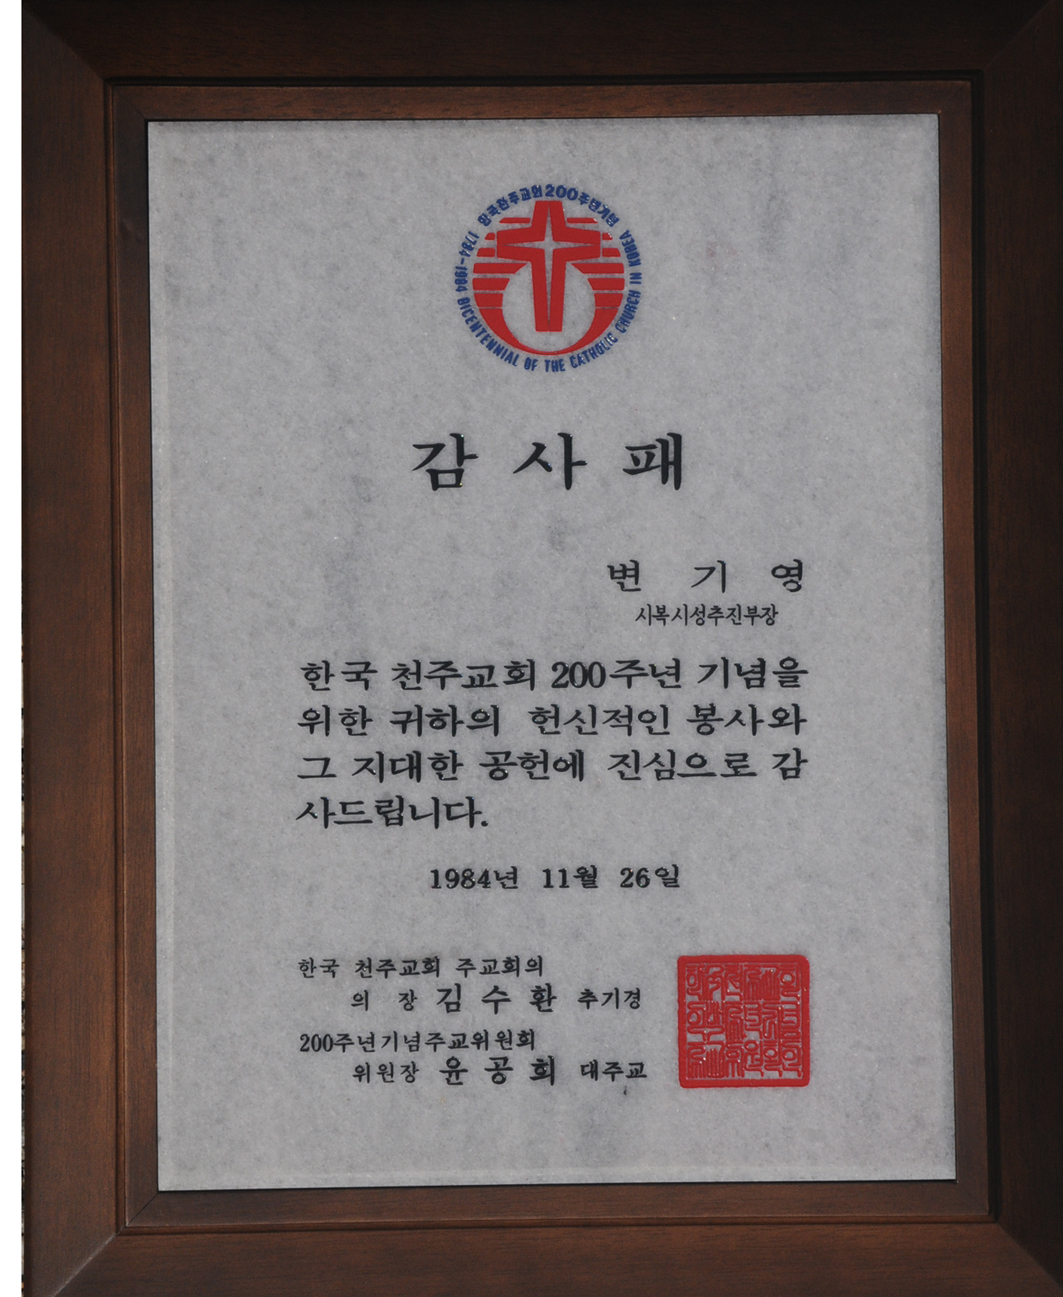 한국천주교회200주년기념
1784-1984 BICENTENNIAL OF THE CATHOLIC CHURCH IN KOREA
감 사 패
변 기 영
시복시성추진부장
한국 천주교회 200주년 기념을
위한 귀하의 헌신적인 봉사와
그 지대한 공헌에 진심으로 감
사드립니다.
1984년 11월 26일
한국 천주교회 주교회의
의 장 김 수 환 추기경
200주년기념주교위원회
위원장 윤 공 희 대주교